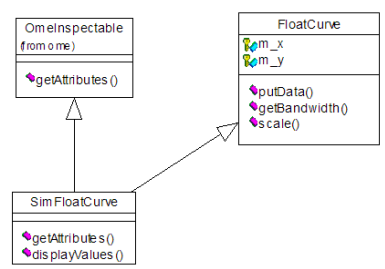 OmeInspectable
(from ome)
getAttributes()
FloatCurve
m_x
m_y
putData()
getBandwidth()
scale()
SimFloatCurve
getAttributes()
displayValues()